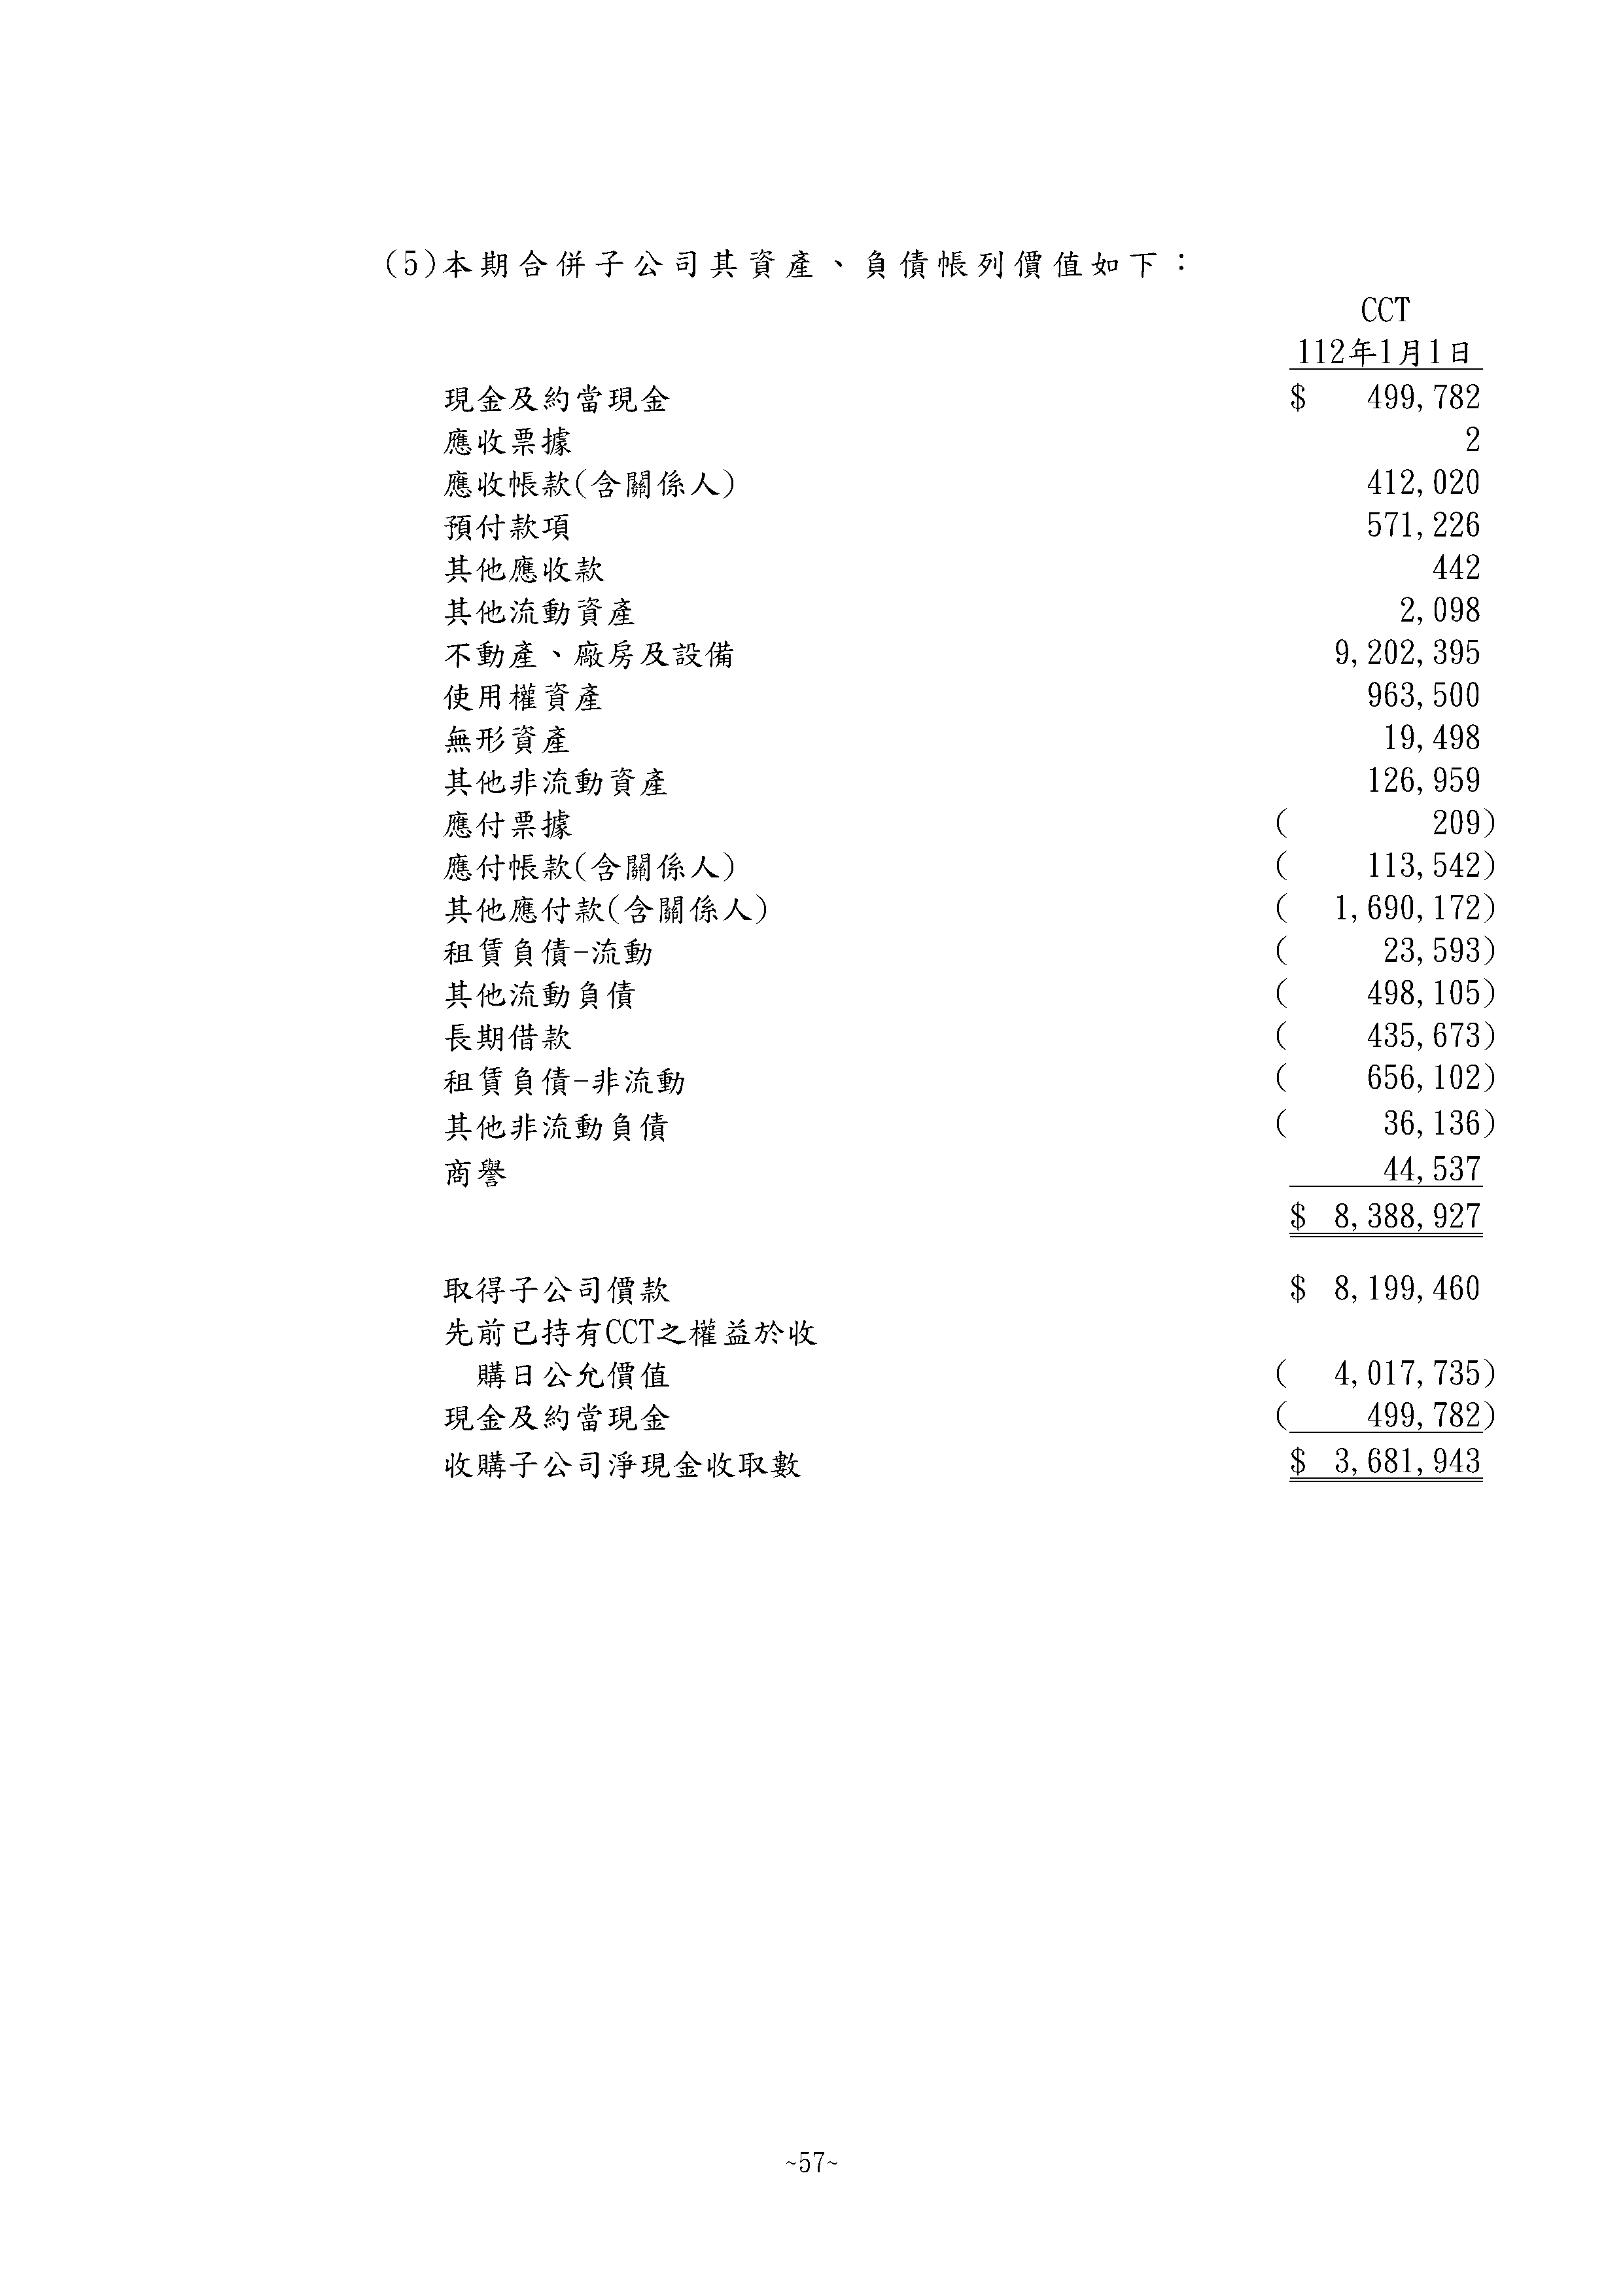 (5)本期合併子公司其資產、負債帳列價值如下：
CCT
112年1月1日
現金及約當現金 $ 499,782
應收票據 2
應收帳款(含關係人) 412,020
預付款項 571,226
其他應收款 442
其他流動資產 2,098
不動產、廠房及設備 9,202,395
使用權資產 963,500
無形資產 19,498
其他非流動資產 126,959
應付票據 ( 209)
應付帳款(含關係人) ( 113,542)
其他應付款(含關係人) ( 1,690,172)
租賃負債-流動 ( 23,593)
其他流動負債 ( 498,105)
長期借款 ( 435,673)
租賃負債-非流動 ( 656,102)
其他非流動負債 ( 36,136)
商譽 44,537
$ 8,388,927
取得子公司價款 $ 8,199,460
先前已持有CCT之權益於收
購日公允價值 ( 4,017,735)
現金及約當現金 ( 499,782)
收購子公司淨現金收取數 $ 3,681,943
~57~